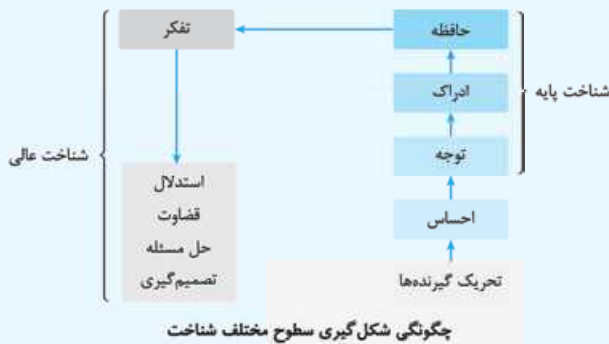 حافظه
تفکر
ادراک
شناخت پایه
توجه
شناخت عالی
احساس
استدلال
قضاوت
حل مسئله
تصمیم‌گیری
تحریک گیرنده‌ها
چگونگی شکل‌گیری سطوح مختلف شناخت